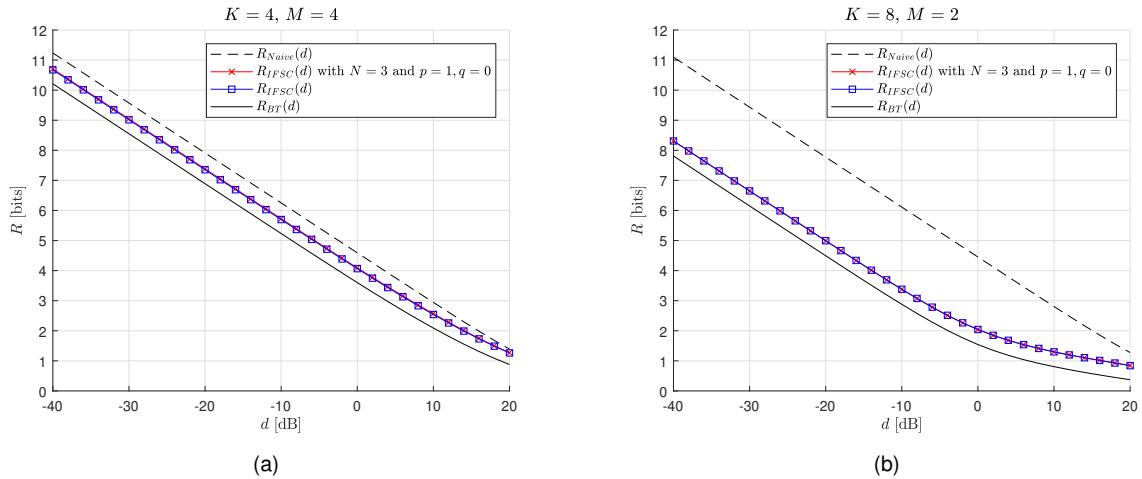 K = 4, M = 4
12
11
10
9
8
7
6
5
4
3
2
1
0
R [bits]
-40 -30 -20 -10 0 10 20
d [dB]
R_{Naive}(d)
R_{IFSC}(d) with N = 3 and p = 1, q = 0
R_{IFSC}(d)
R_{BT}(d)
(a)
K = 8, M = 2
12
11
10
9
8
7
6
5
4
3
2
1
0
R [bits]
-40 -30 -20 -10 0 10 20
d [dB]
R_{Naive}(d)
R_{IFSC}(d) with N = 3 and p = 1, q = 0
R_{IFSC}(d)
R_{BT}(d)
(b)